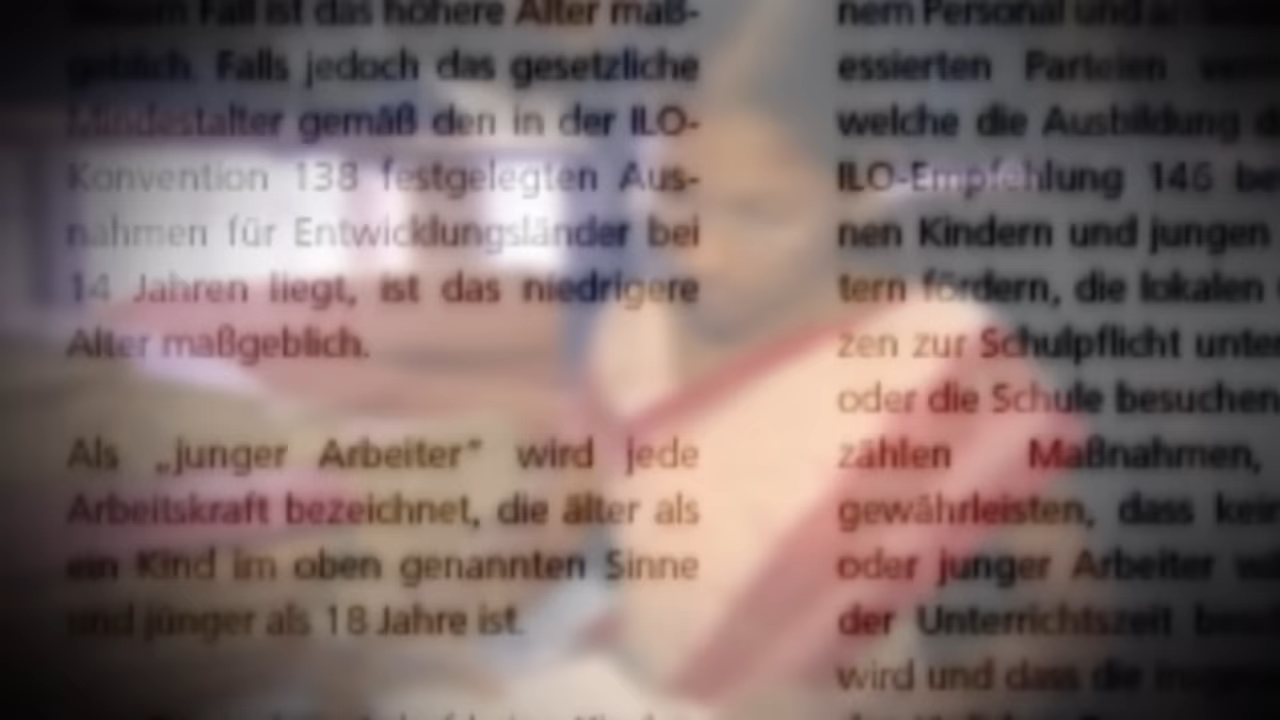 diesem Fall ist das höhere Alter maß-
geblich. Falls jedoch das gesetzliche
Mindestalter gemäß den in der ILO-
Konvention 138 festgelegten Aus-
nahmen für Entwicklungsländer bei
14 Jahren liegt, ist das niedrigere
Alter maßgeblich.
Als „junger Arbeiter" wird jede
Arbeitskraft bezeichnet, die älter als
ein Kind im oben genannten Sinne
und jünger als 18 Jahre ist.
nem Personal und
essierten Parteien
welche die Ausbildung
ILO-Empfehlung 146 be
nen Kindern und jungen
tern fördern, die lokalen
zen zur Schulpflicht unter
oder die Schule besuchen
zählen Maßnahmen,
gewährleisten, dass kein
oder junger Arbeiter
der Unterrichtszeit
wird und dass die